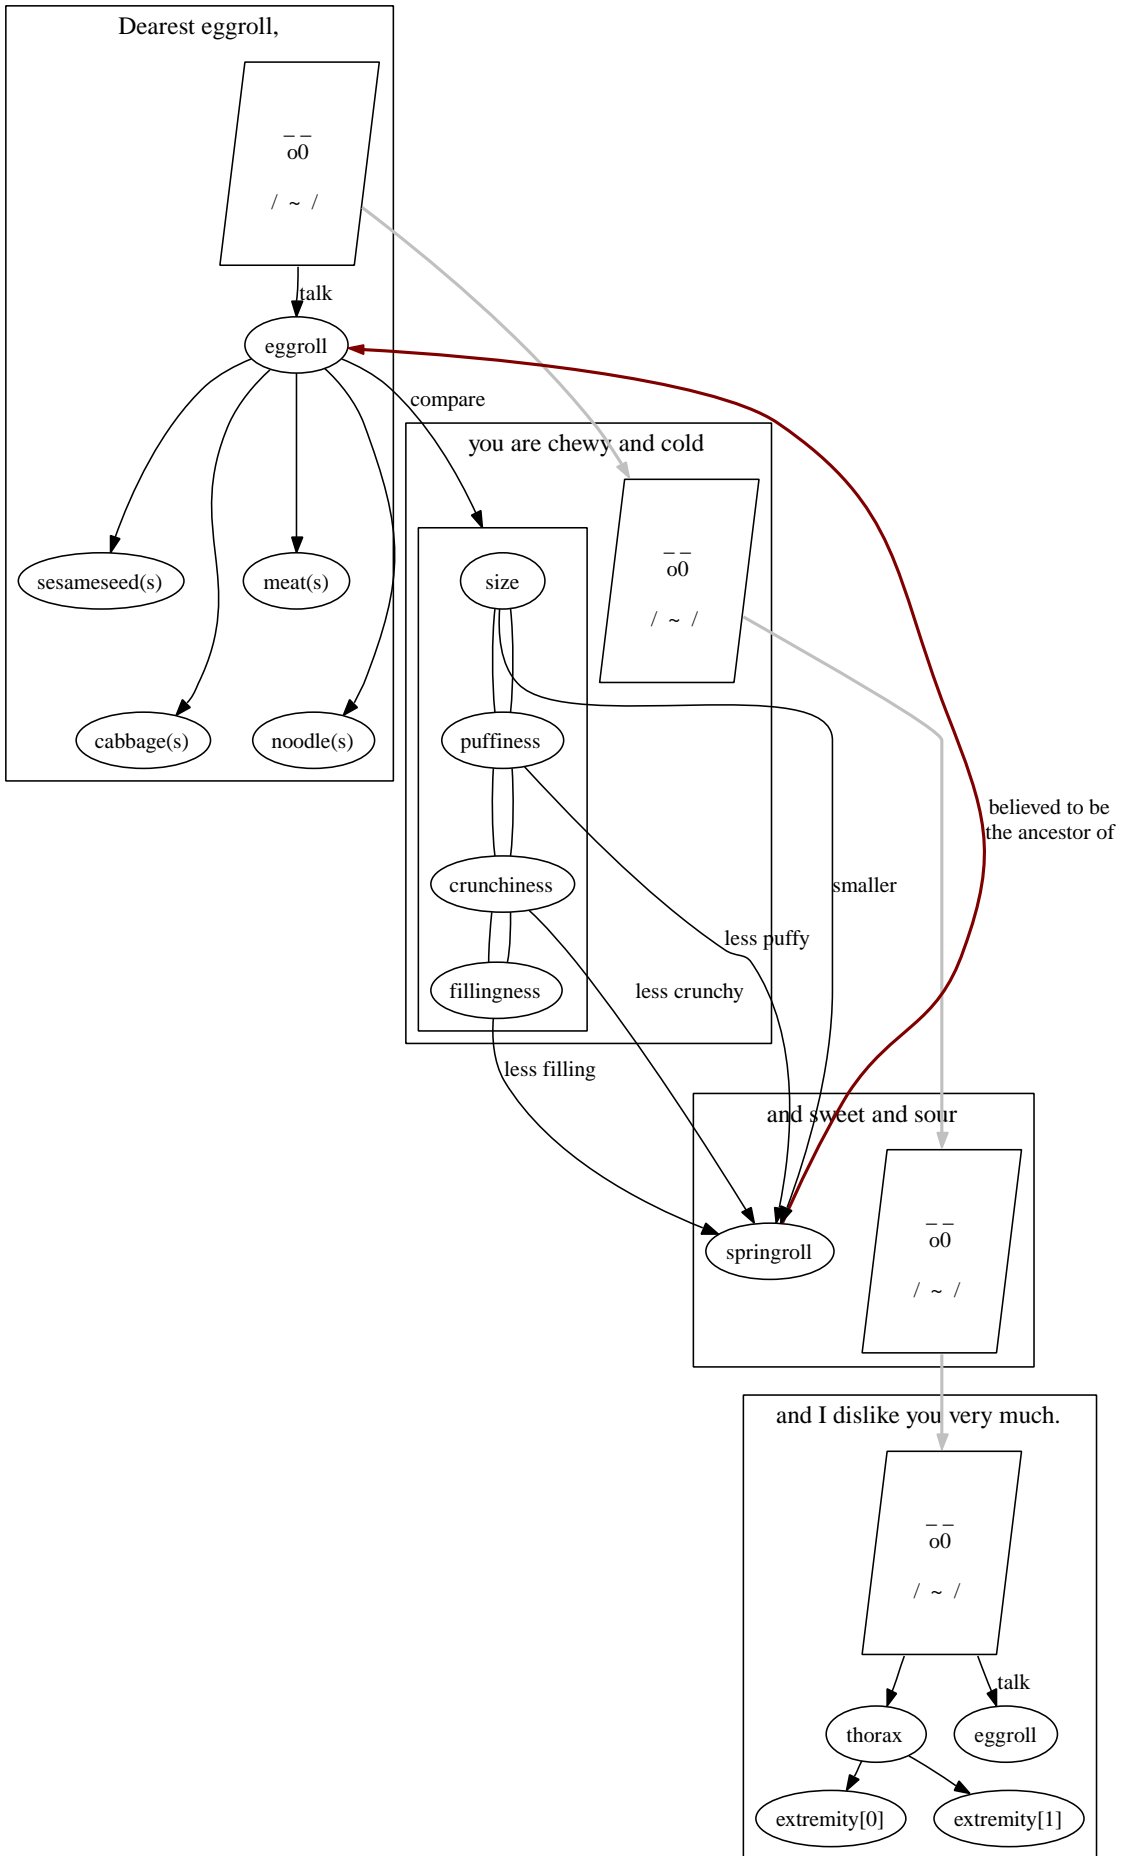 Dearest eggroll,
_ _
o0
/ ~ /
talk
eggroll
compare
sesameseed(s)
meat(s)
cabbage(s)
noodle(s)
you are chewy and cold
_ _
o0
/ ~ /
size
puffiness
crunchiness
fillingness
believed to be
the ancestor of
smaller
less puffy
less crunchy
less filling
and sweet and sour
_ _
o0
/ ~ /
springroll
and I dislike you very much.
_ _
o0
/ ~ /
talk
thorax
eggroll
extremity[0]
extremity[1]